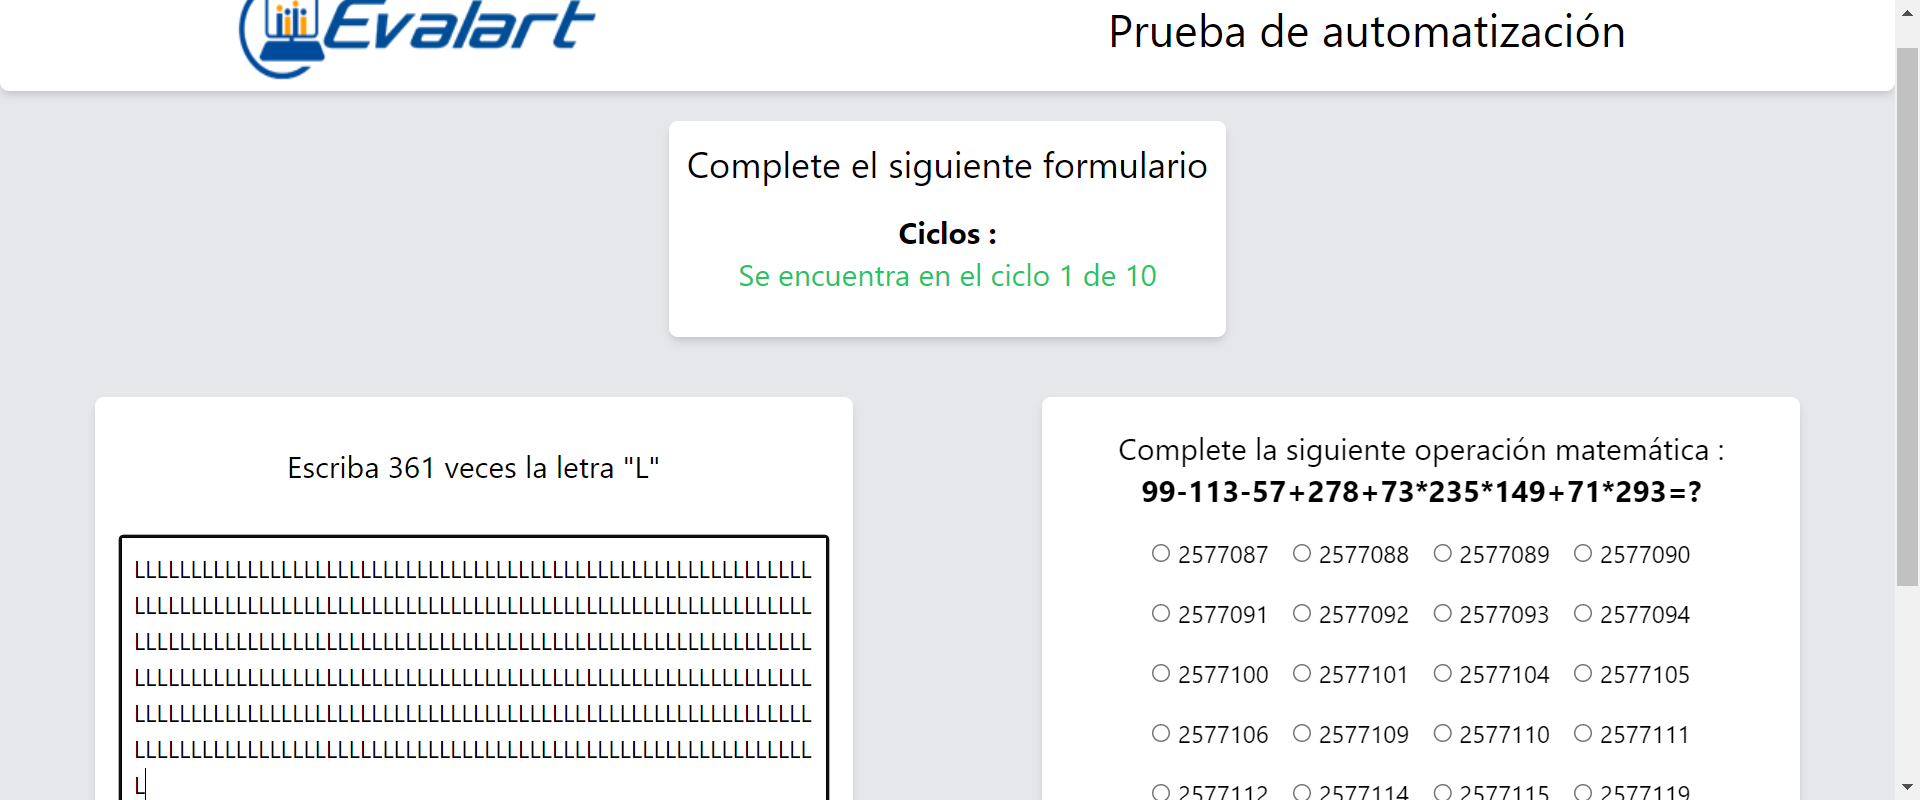 Evalart
Prueba de automatización
Complete el siguiente formulario
Ciclos :
Se encuentra en el ciclo 1 de 10
Escriba 361 veces la letra "L"
LLLLLLLLLLLLLLLLLLLLLLLLLLLLLLLLLLLLLLLLLLLLLLLLLLLLLLLLLLLL
LLLLLLLLLLLLLLLLLLLLLLLLLLLLLLLLLLLLLLLLLLLLLLLLLLLLLLLLLLLL
LLLLLLLLLLLLLLLLLLLLLLLLLLLLLLLLLLLLLLLLLLLLLLLLLLLLLLLLLLLL
LLLLLLLLLLLLLLLLLLLLLLLLLLLLLLLLLLLLLLLLLLLLLLLLLLLLLLLLLLLL
LLLLLLLLLLLLLLLLLLLLLLLLLLLLLLLLLLLLLLLLLLLLLLLLLLLLLLLLLLLL
LLLLLLLLLLLLLLLLLLLLLLLLLLLLLLLLLLLLLLLLLLLLLLLLLLLLLLLLLLLL
L
Complete la siguiente operación matemática :
99-113-57+278+73*235*149+71*293=?
2577087 2577088 2577089 2577090
2577091 2577092 2577093 2577094
2577100 2577101 2577104 2577105
2577106 2577109 2577110 2577111
2577112 2577114 2577115 2577119